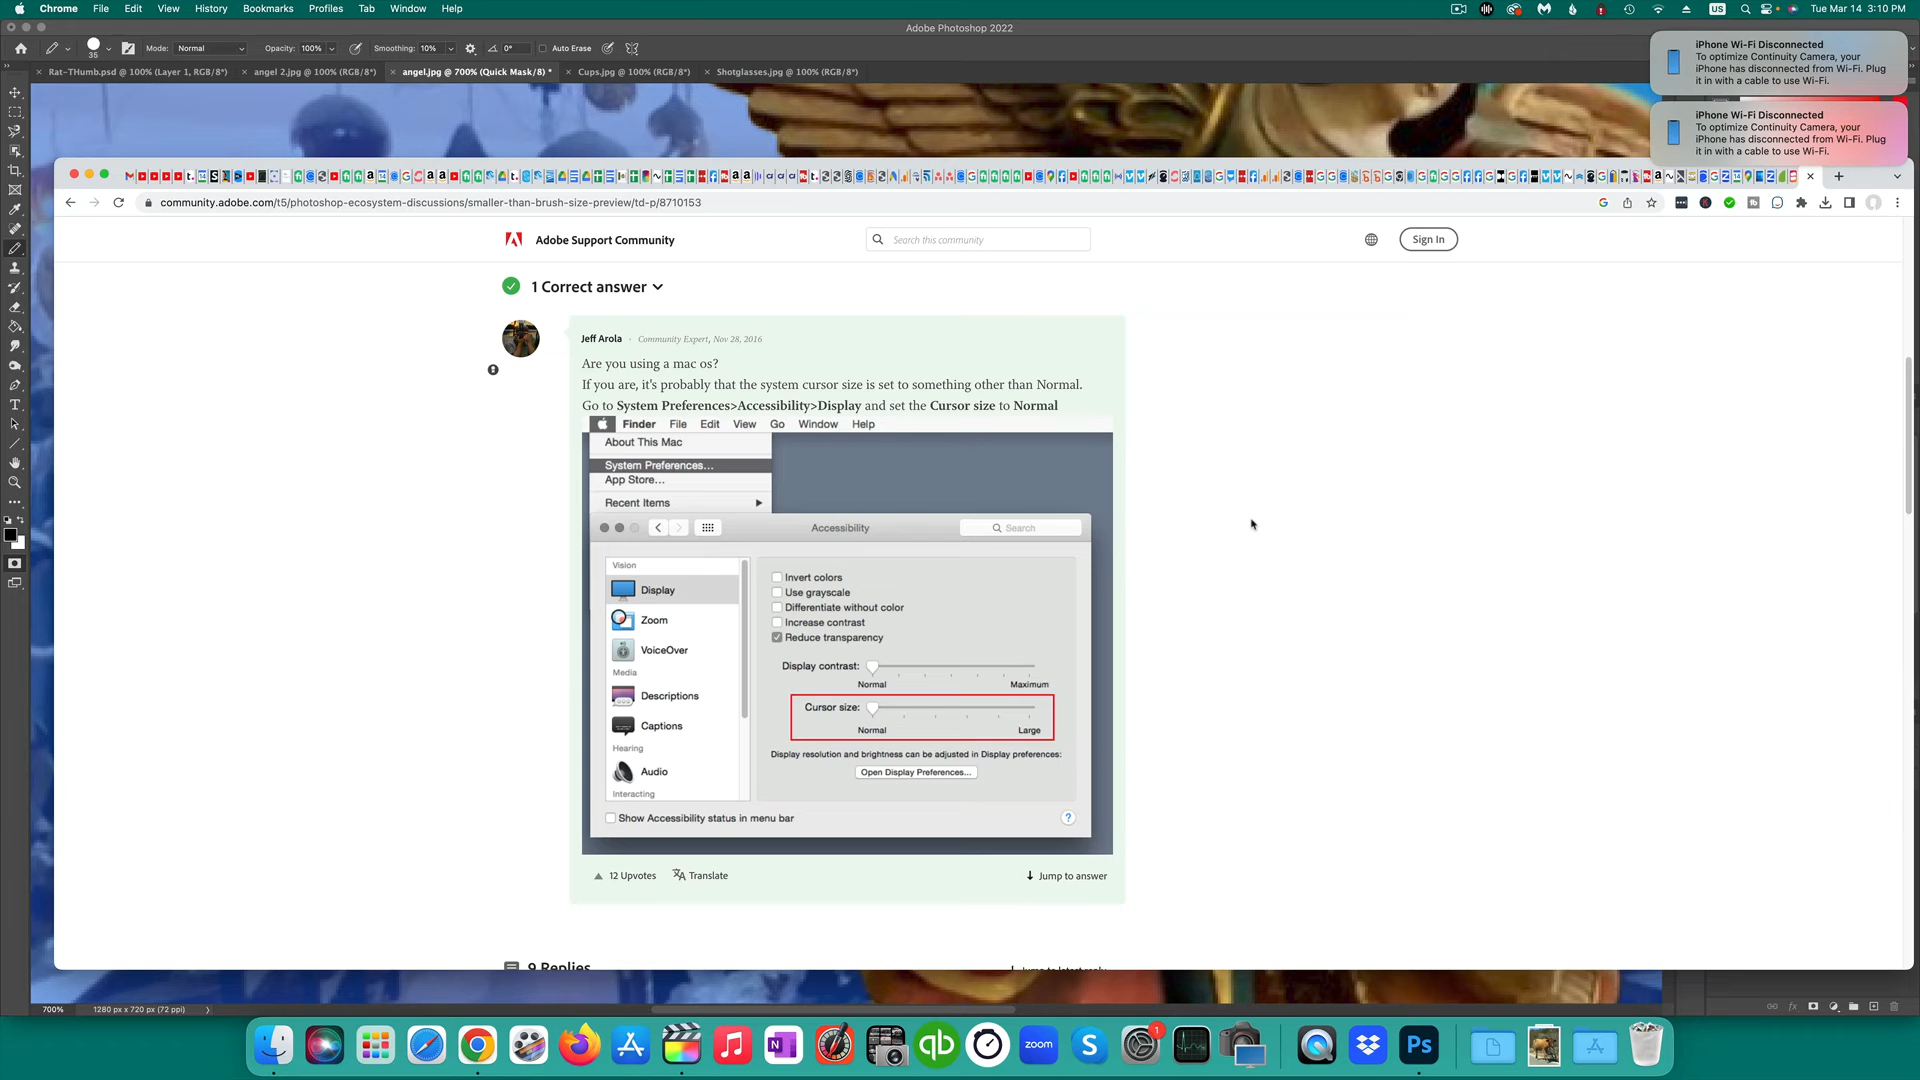 Chrome File Edit View History Bookmarks Profiles Tab Window Help
US Tue Mar 14 3:10 PM
Adobe Photoshop 2022
35 Mode: Normal Opacity: 100% Smoothing: 10% 0° Auto Erase
Rat-THumb.psd @ 100% (Layer 1, RGB/8*) angel 2.jpg @ 100% (RGB/8*) angel.jpg @ 700% (Quick Mask/8) * Cups.jpg @ 100% (RGB/8*) Shotglasses.jpg @ 100% (RGB/8*)
iPhone Wi-Fi Disconnected
To optimize Continuity Camera, your
iPhone has disconnected from Wi-Fi. Plug
it in with a cable to use Wi-Fi.
iPhone Wi-Fi Disconnected
To optimize Continuity Camera, your
iPhone has disconnected from Wi-Fi. Plug
it in with a cable to use Wi-Fi.
community.adobe.com/t5/photoshop-ecosystem-discussions/smaller-than-brush-size-preview/td-p/8710153
Adobe Support Community
Search this community
Sign In
1 Correct answer
Jeff Arola - Community Expert, Nov 28, 2016
Are you using a mac os?
If you are, it's probably that the system cursor size is set to something other than Normal.
Go to System Preferences>Accessibility>Display and set the Cursor size to Normal
Finder File Edit View Go Window Help
About This Mac
System Preferences...
App Store...
Recent Items
Accessibility
Search
Vision
Display
Zoom
VoiceOver
Media
Descriptions
Captions
Hearing
Audio
Interacting
Invert colors
Use grayscale
Differentiate without color
Increase contrast
Reduce transparency
Display contrast:
Normal Maximum
Cursor size:
Normal Large
Display resolution and brightness can be adjusted in Display preferences:
Open Display Preferences...
Show Accessibility status in menu bar
?
12 Upvotes Translate Jump to answer
9 Replies
Jump to latest reply
700% 1280 px x 720 px (72 ppi)
fx
qb
zoom
S
1
Ps